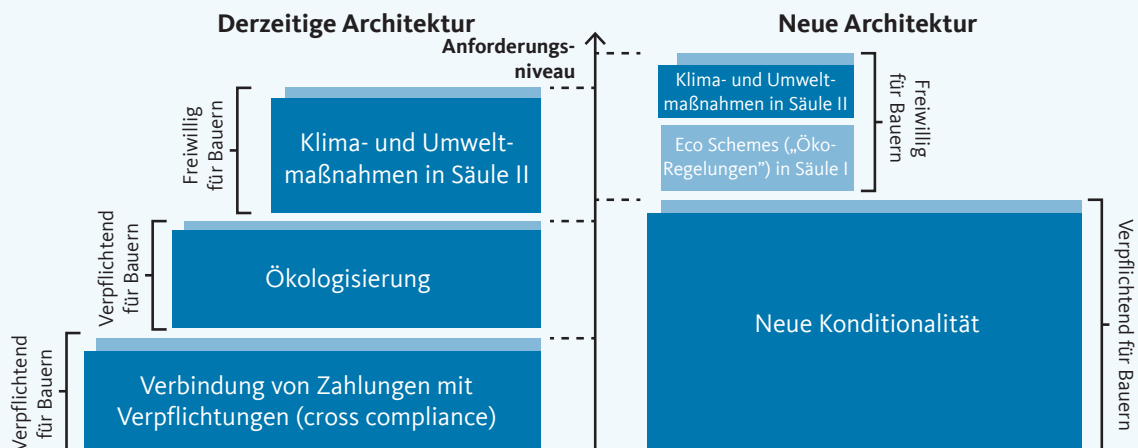 Derzeitige Architektur
Anforderungs-
niveau
Freiwillig
für Bauern
Klima- und Umwelt-
maßnahmen in Säule II
Verpflichtend
für Bauern
Ökologisierung
Verpflichtend
für Bauern
Verbindung von Zahlungen mit
Verpflichtungen (cross compliance)
Neue Architektur
Klima- und Umwelt-
maßnahmen in Säule II
Eco Schemes („Öko-
Regelungen”) in Säule I
Freiwillig
für Bauern
Neue Konditionalität
Verpflichtend für Bauern